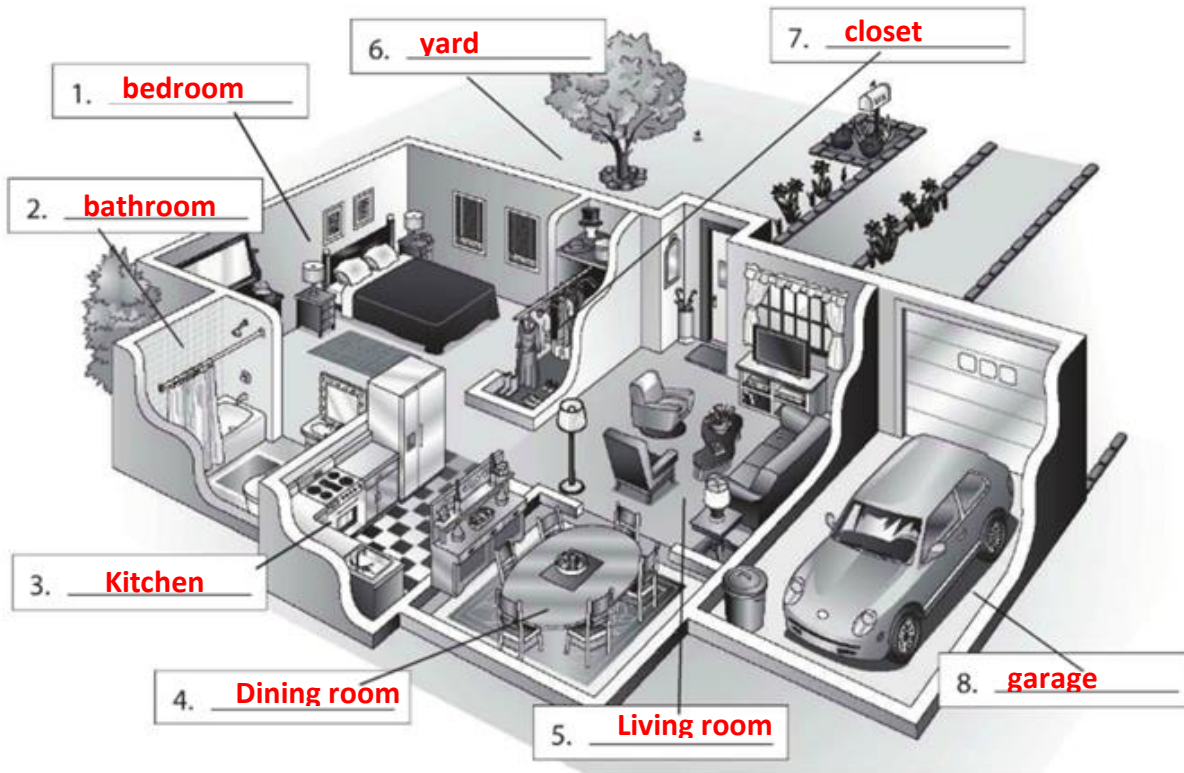 1. bedroom
2. bathroom
3. Kitchen
4. Dining room
5. Living room
6. yard
7. closet
8. garage